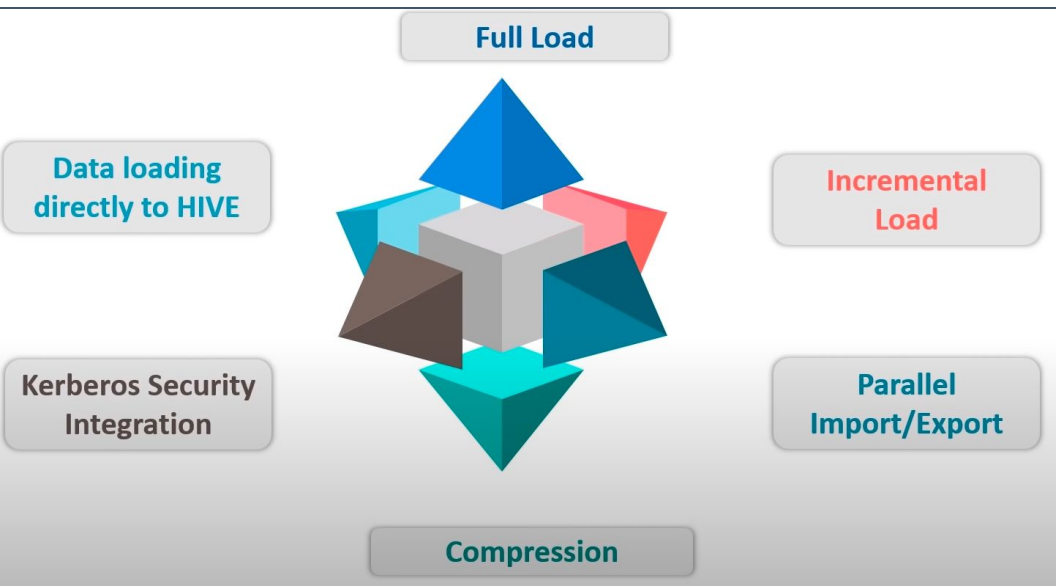 Full Load
Data loading
directly to HIVE
Incremental
Load
Kerberos Security
Integration
Parallel
Import/Export
Compression